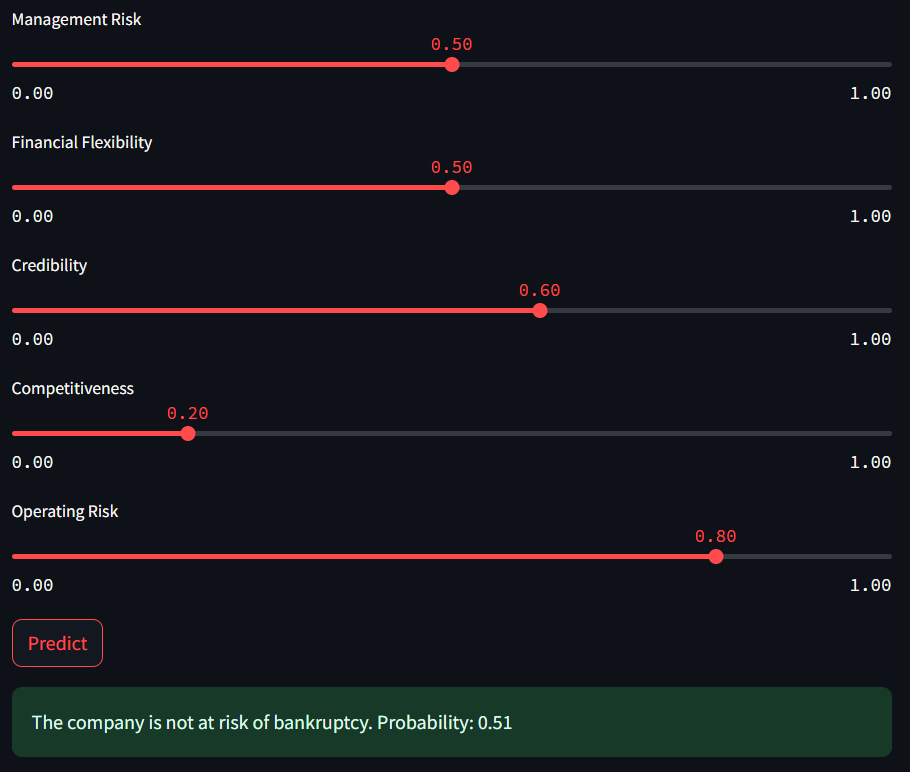 Management Risk
0.50
0.00 1.00
Financial Flexibility
0.50
0.00 1.00
Credibility
0.60
0.00 1.00
Competitiveness
0.20
0.00 1.00
Operating Risk
0.80
0.00 1.00
Predict
The company is not at risk of bankruptcy. Probability: 0.51